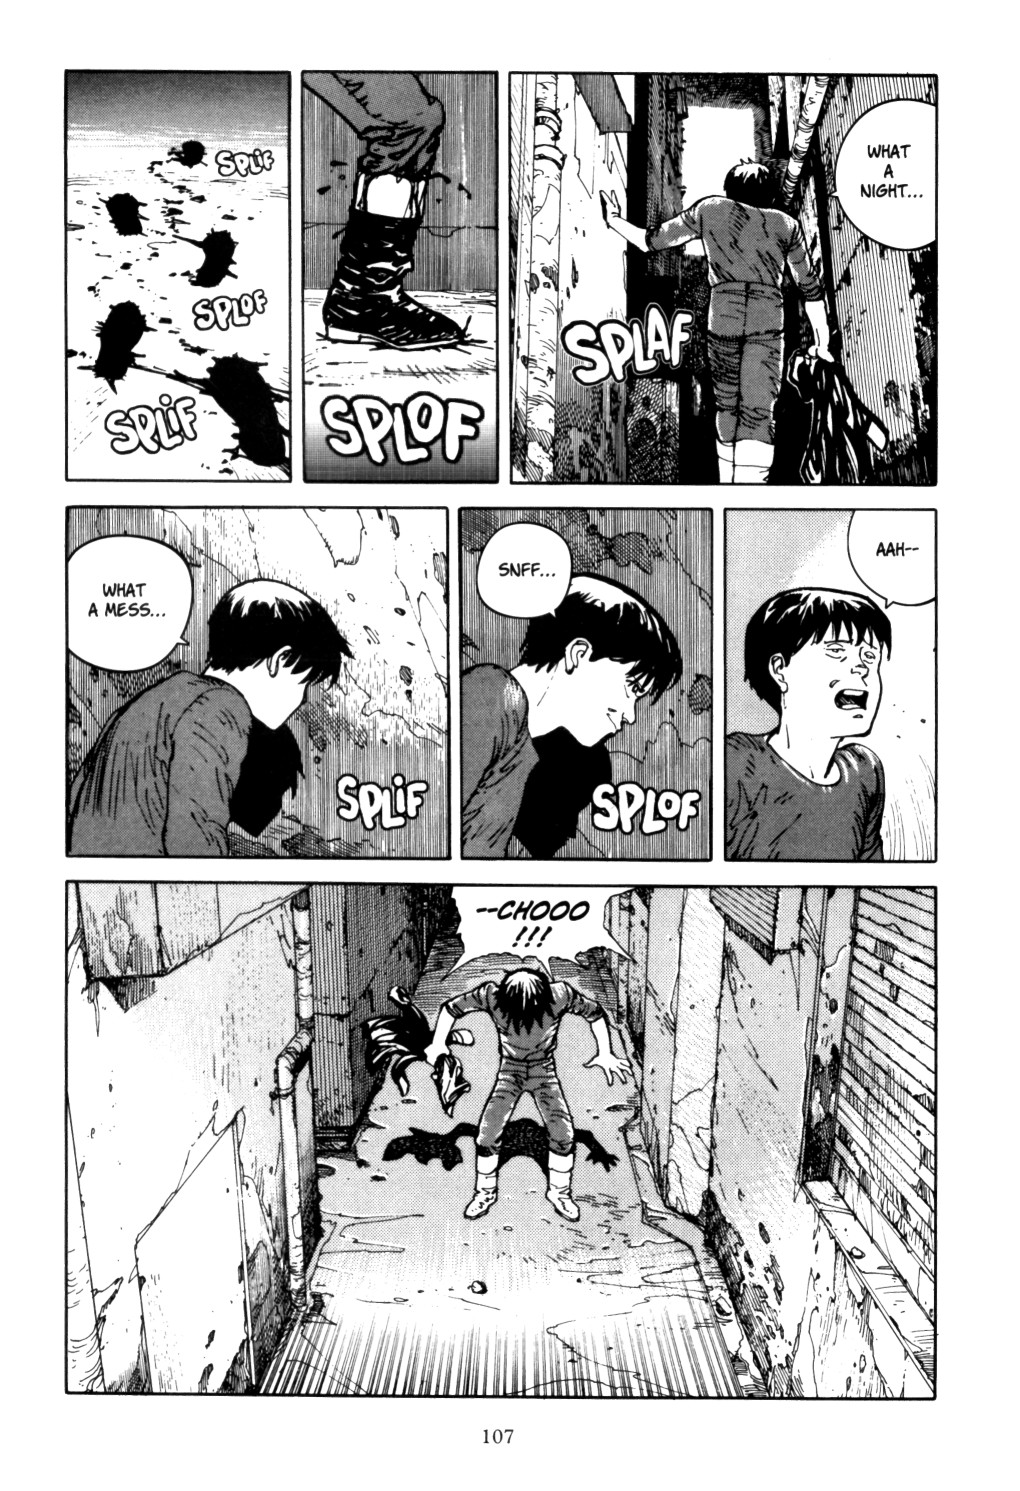 SPLIF
SPLOF
SPLIF
SPLOF
WHAT
A
NIGHT...
SPLAF
WHAT
A MESS...
SPLIF
SNFF...
SPLOF
AAH--
--CHOOO
!!!
107